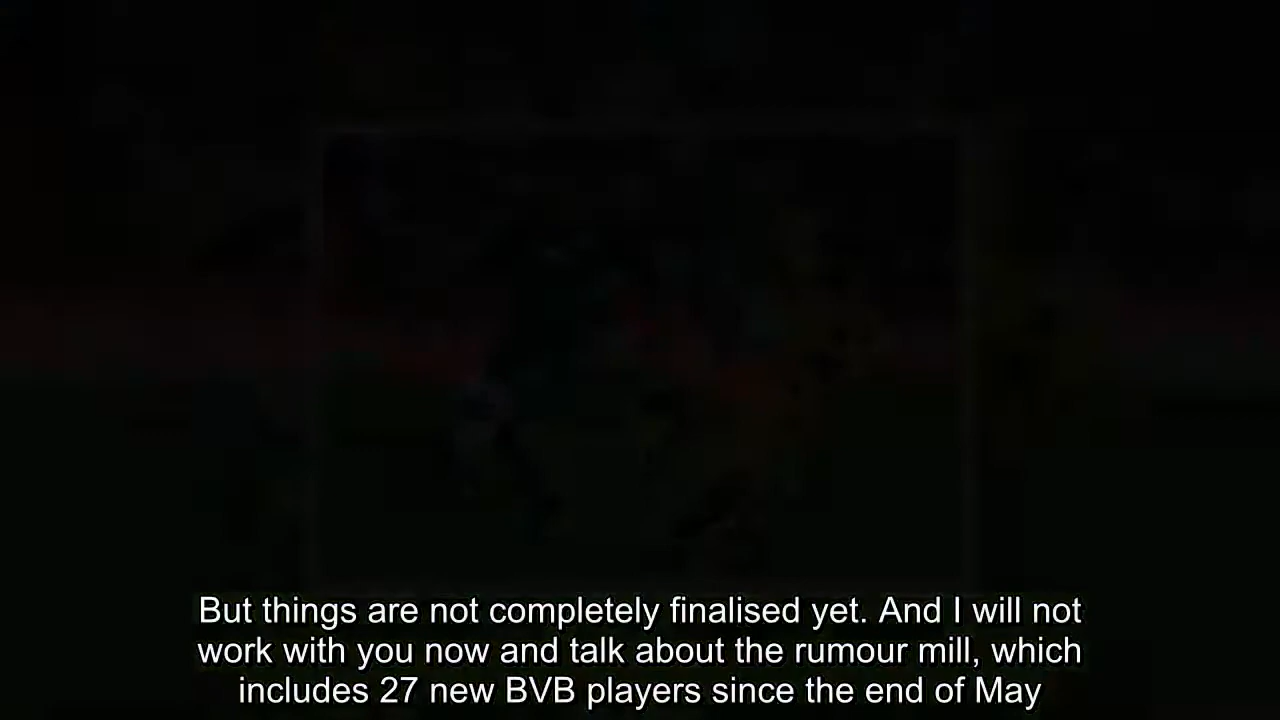 But things are not completely finalised yet. And I will not
work with you now and talk about the rumour mill, which
includes 27 new BVB players since the end of May